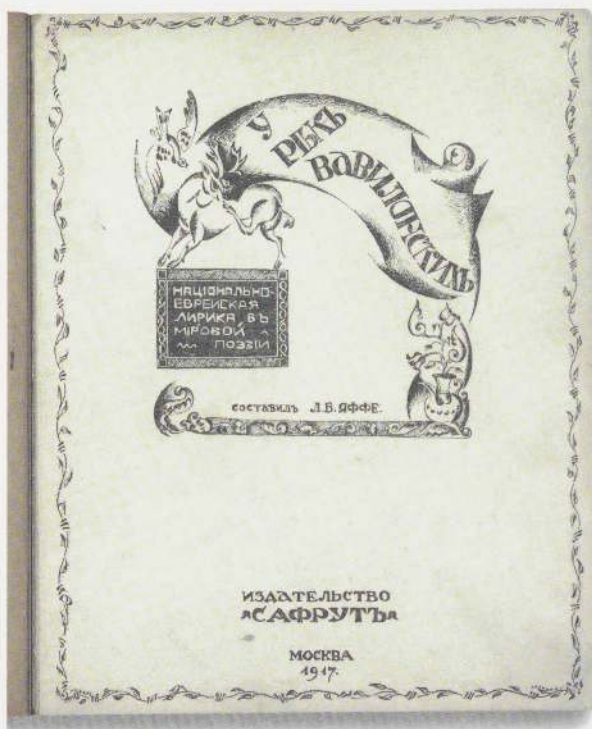 У
РѢКЪ
ВАВИЛОНСКИХЪ
НАЦІОНАЛЬНО-
ЕВРЕЙСКАЯ
ЛИРИКА ВЪ
МІРОВОЙ
ПОЭЗІИ
СОСТАВИЛЪ Л.Б. ЯФФЕ.
ИЗДАТЕЛЬСТВО
«САФРУТЪ»
МОСКВА
1917.